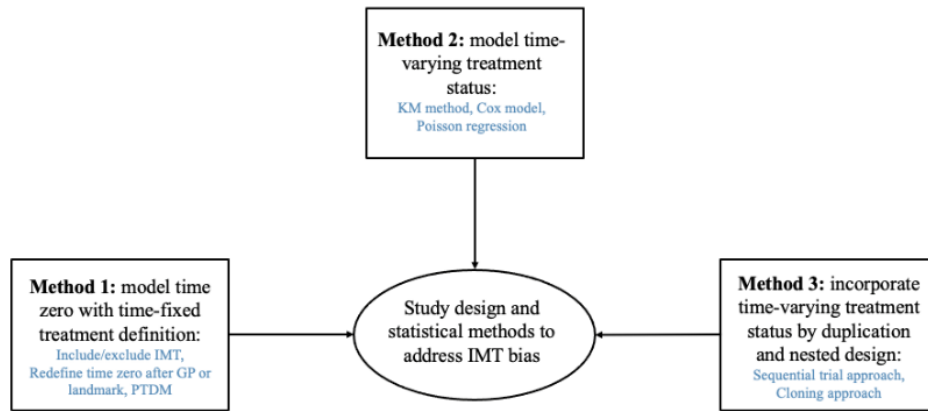 Method 2: model time-
varying treatment
status:
KM method, Cox model,
Poisson regression
Method 1: model time
zero with time-fixed
treatment definition:
Include/exclude IMT,
Redefine time zero after GP or
landmark, PTDM
Study design and
statistical methods to
address IMT bias
Method 3: incorporate
time-varying treatment
status by duplication
and nested design:
Sequential trial approach,
Cloning approach